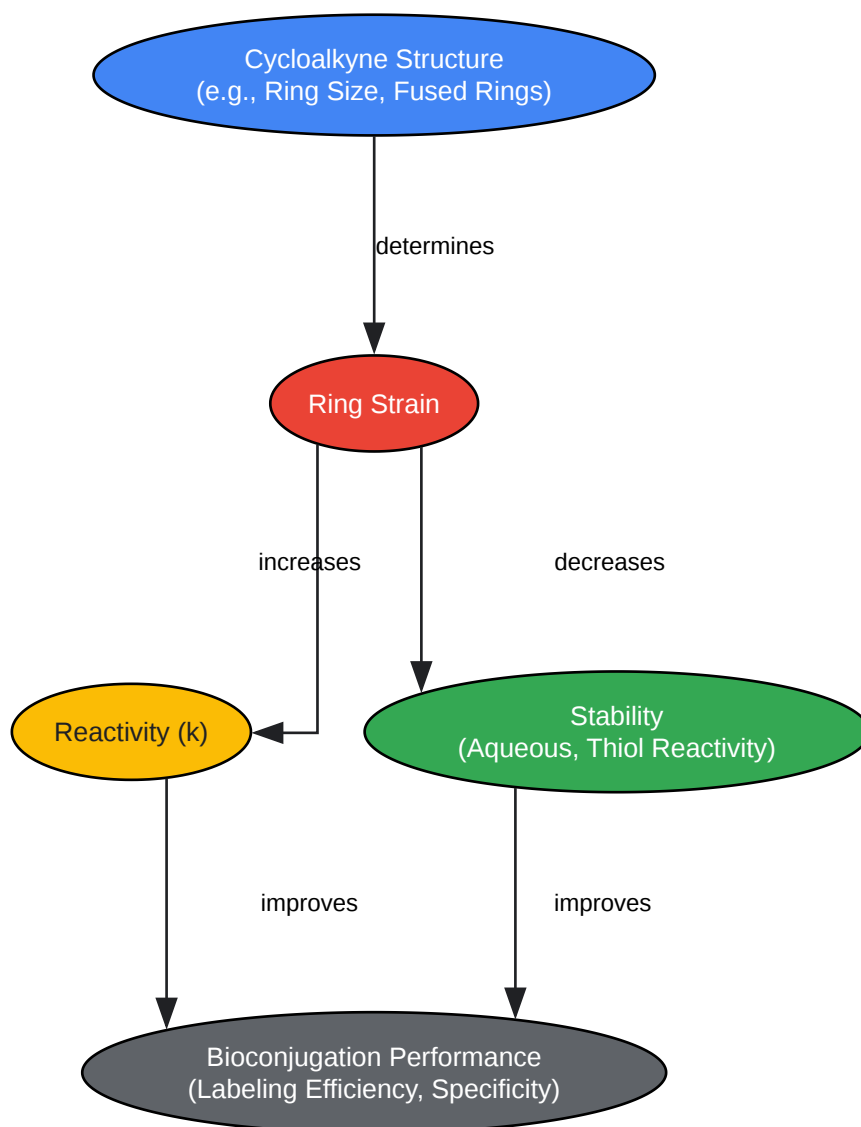 Cycloalkyne Structure
(e.g., Ring Size, Fused Rings)
determines
Ring Strain
increases
decreases
Reactivity (k)
Stability
(Aqueous, Thiol Reactivity)
improves
improves
Bioconjugation Performance
(Labeling Efficiency, Specificity)